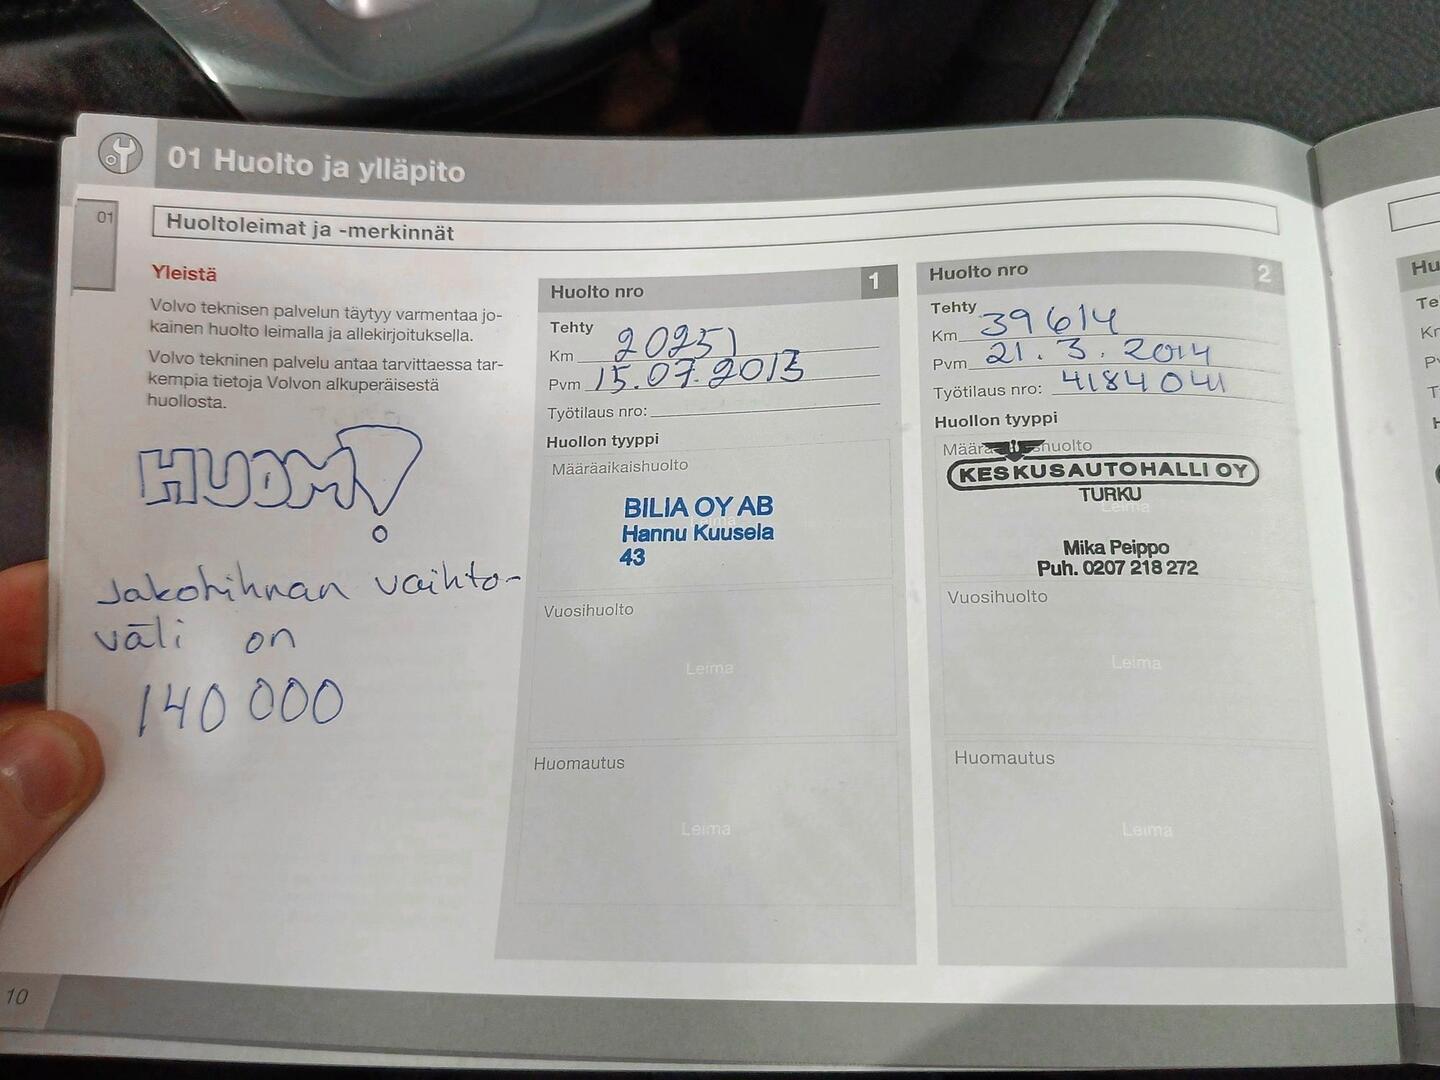 01 Huolto ja ylläpito
01
Huoltoleimat ja -merkinnät
Yleistä
Volvo teknisen palvelun täytyy varmentaa jo-
kainen huolto leimalla ja allekirjoituksella.
Volvo tekninen palvelu antaa tarvittaessa tar-
kempia tietoja Volvon alkuperäisestä
huollosta.
HUOM!
Jakohihnan vaihto-
väli on
140 000
Huolto nro 1
Tehty
Km 20251
Pvm 15.07.2013
Työtilaus nro:
Huollon tyyppi
Määräaikaishuolto
Leima
BILIA OY AB
Hannu Kuusela
43
Vuosihuolto
Leima
Huomautus
Leima
Huolto nro 2
Tehty
Km 39614
Pvm 21.3.2014
Työtilaus nro: 4184041
Huollon tyyppi
KESKUSAUTOHALLI OY
TURKU
Leima
Mika Peippo
Puh. 0207 218 272
Vuosihuolto
Leima
Huomautus
Leima
10